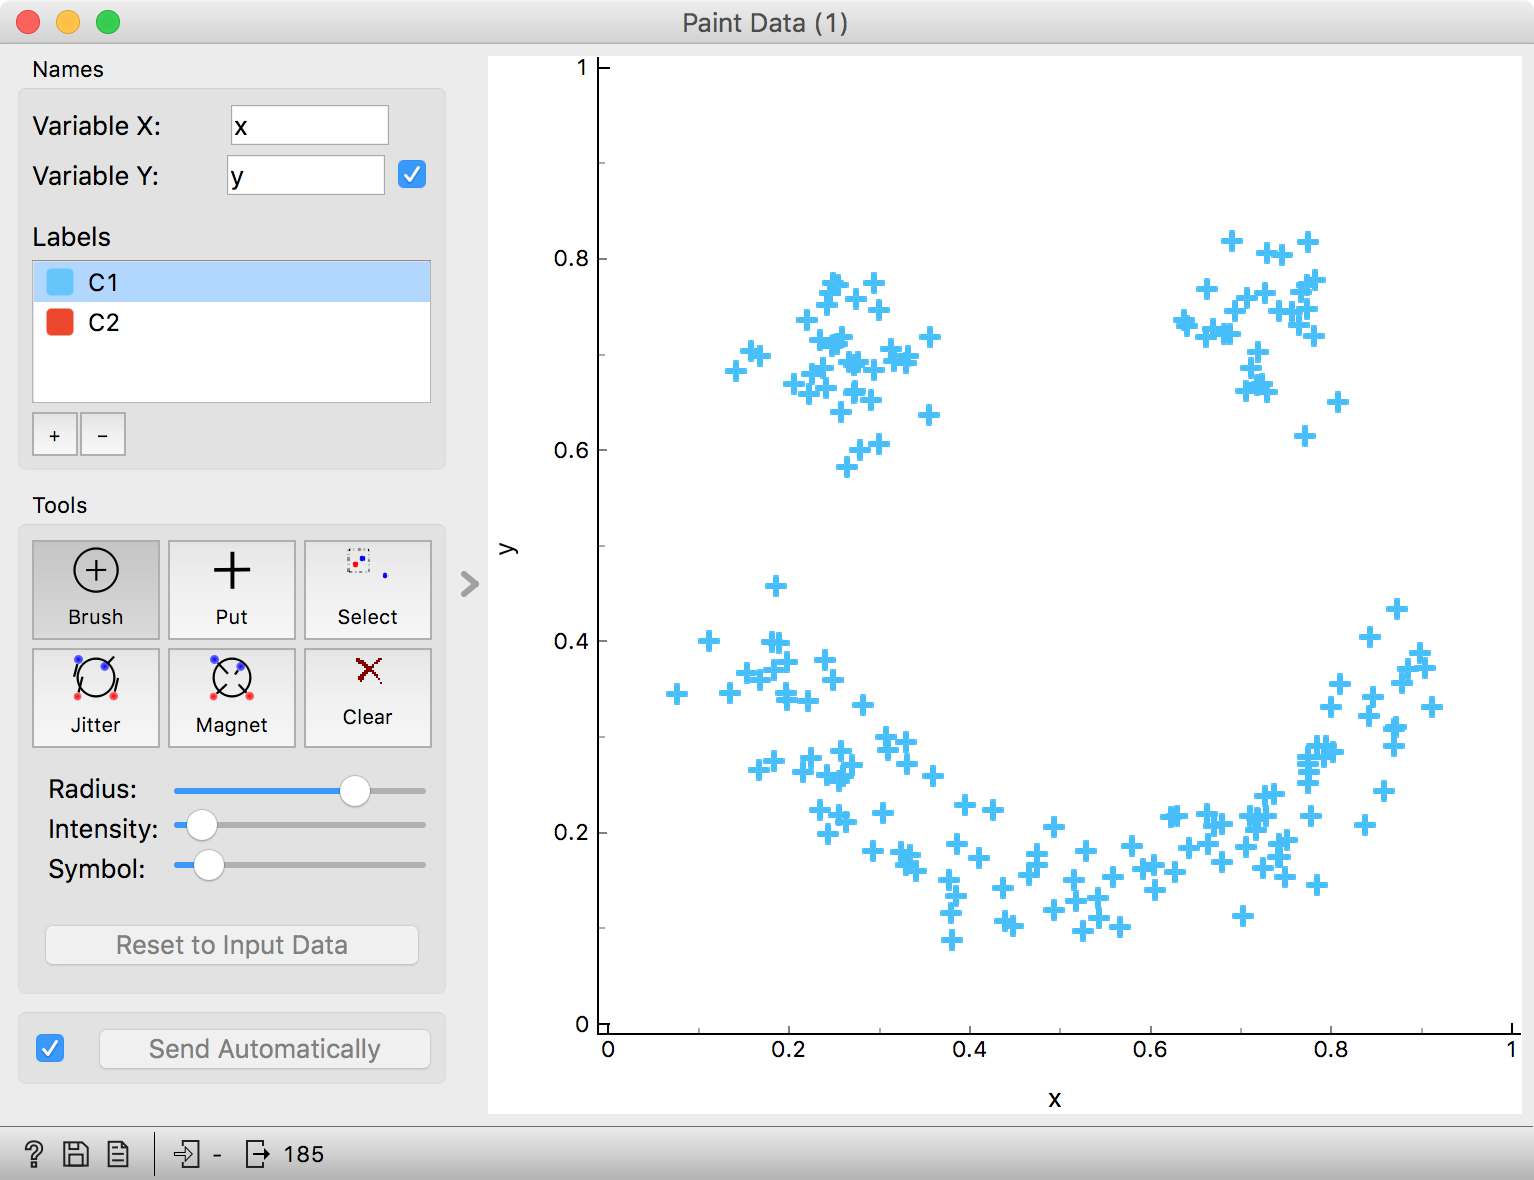 Paint Data (1)
Names
Variable X: x
Variable Y: y
Labels
C1
C2
+ -
Tools
Brush Put Select
Jitter Magnet Clear
Radius:
Intensity:
Symbol:
Reset to Input Data
Send Automatically
? - 185
1
0.8
0.6
0.4
0.2
0
y
0 0.2 0.4 0.6 0.8 1
x